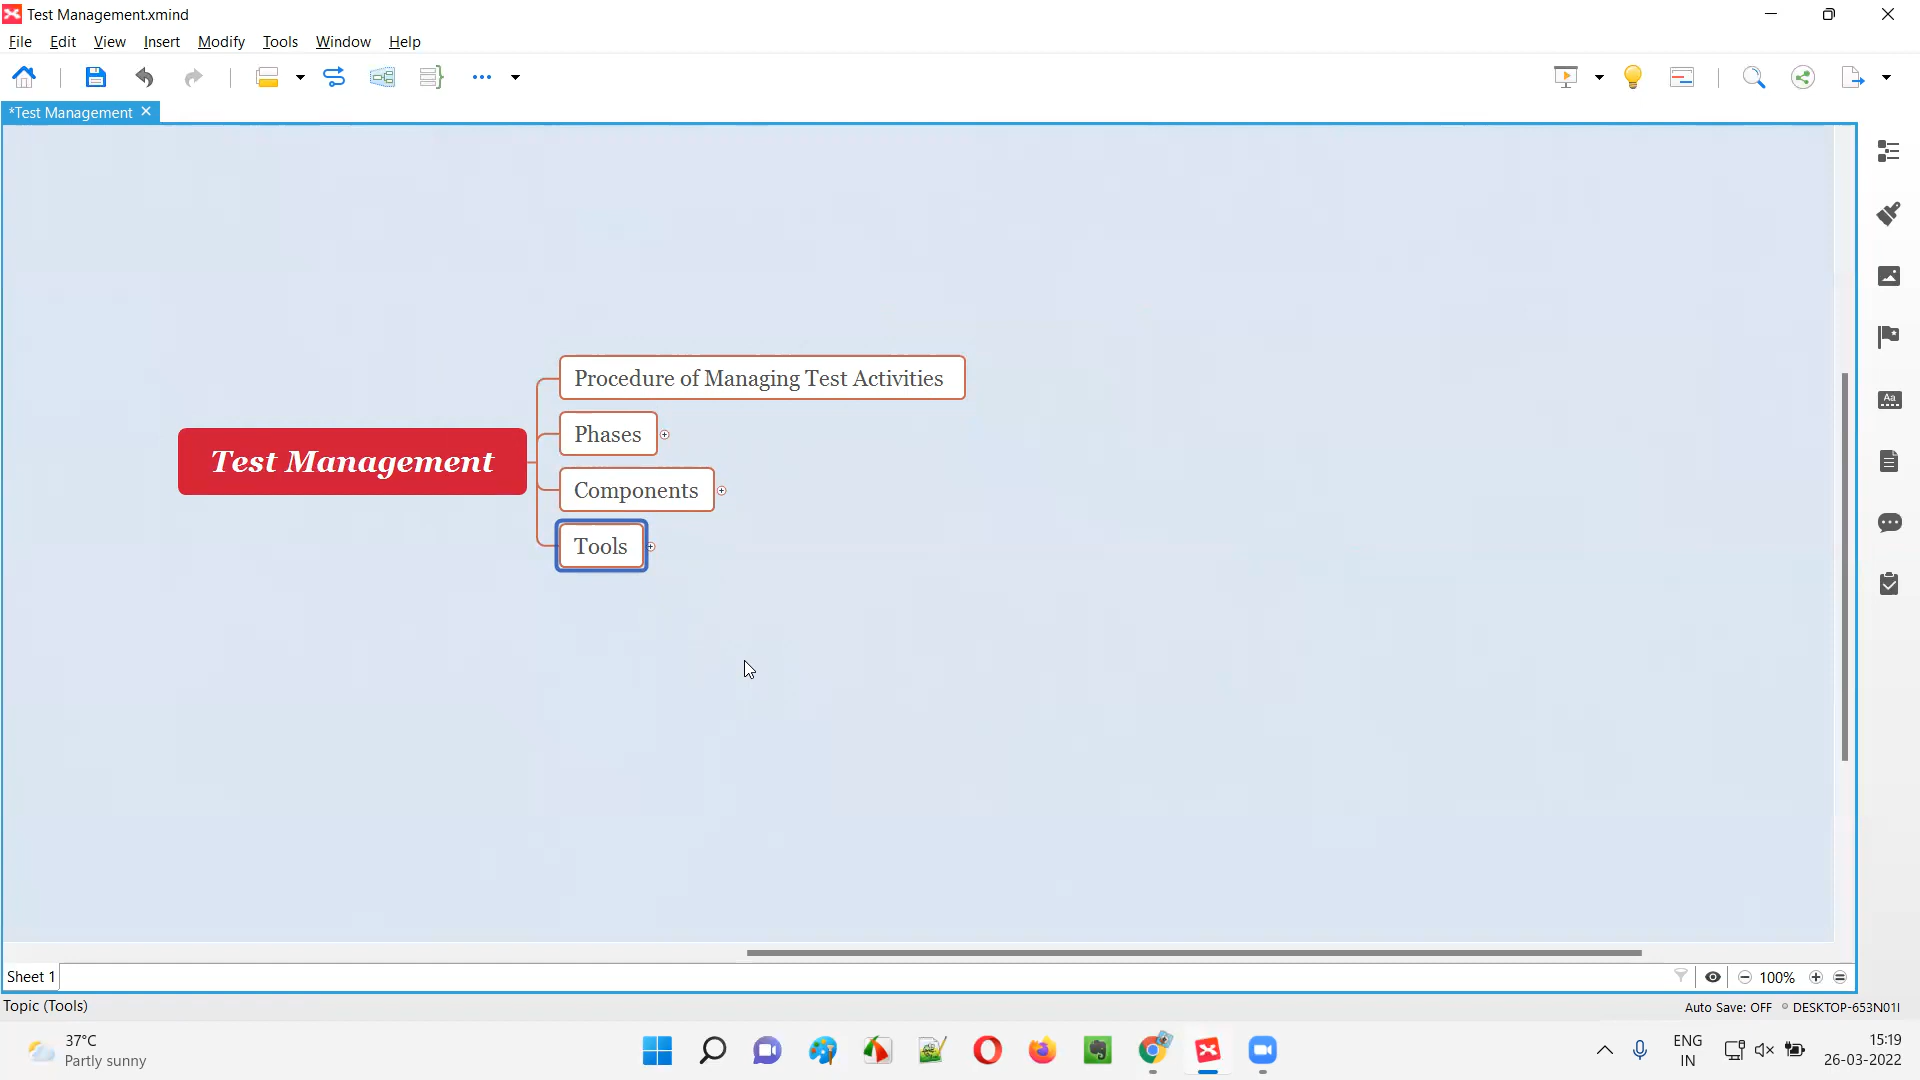 Test Management.xmind
File Edit View Insert Modify Tools Window Help
*Test Management
Procedure of Managing Test Activities
Phases
Test Management
Components
Tools
Aa
Sheet 1
100%
Topic (Tools)
Auto Save: OFF
DESKTOP-653N01I
37°C
Partly sunny
ENG
IN
15:19
26-03-2022